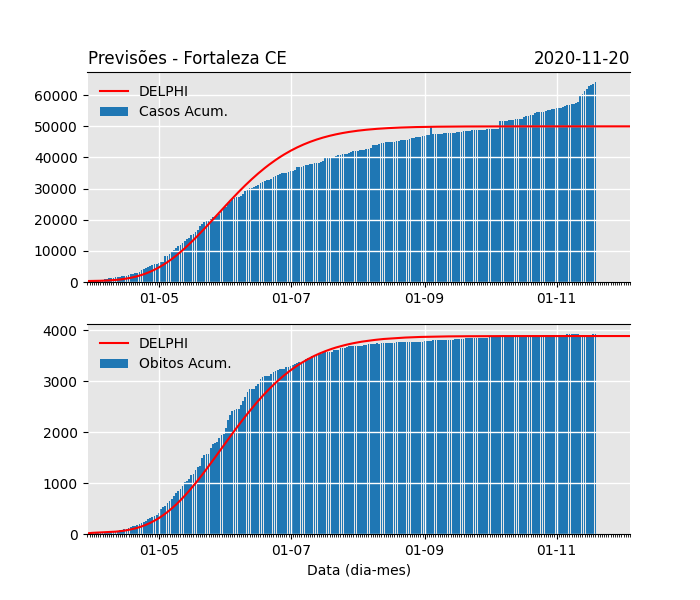 Previsões - Fortaleza CE 2020-11-20
DELPHI
Casos Acum.
60000
50000
40000
30000
20000
10000
0
01-05 01-07 01-09 01-11
DELPHI
Obitos Acum.
4000
3000
2000
1000
0
01-05 01-07 01-09 01-11
Data (dia-mes)